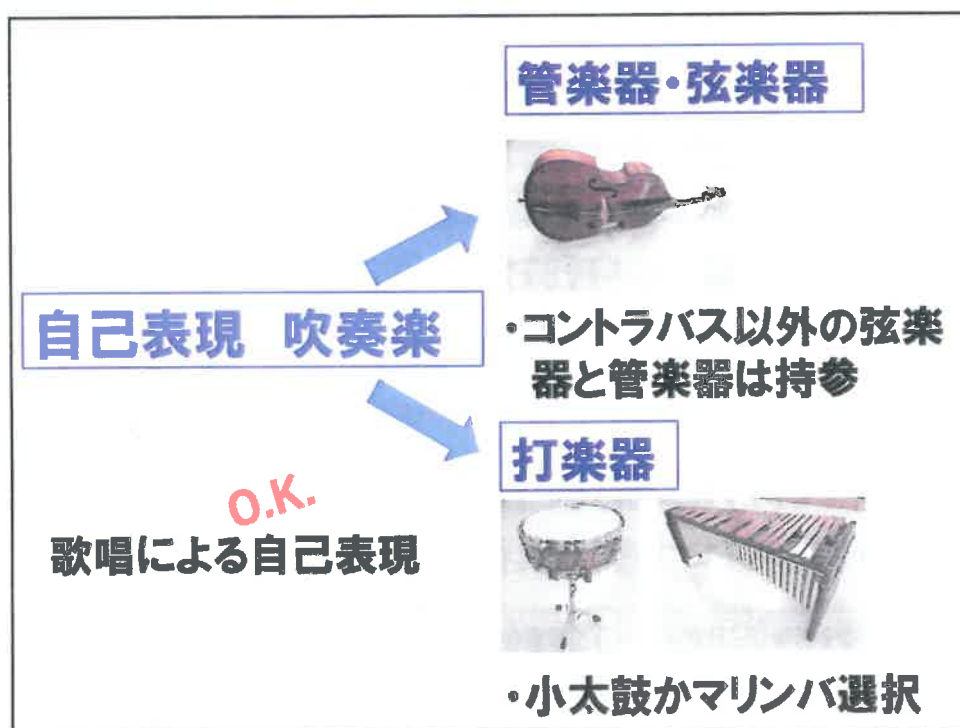 管楽器・弦楽器
自己表現 吹奏楽
・コントラバス以外の弦楽
器と管楽器は持参
打楽器
O.K.
歌唱による自己表現
・小太鼓かマリンバ選択